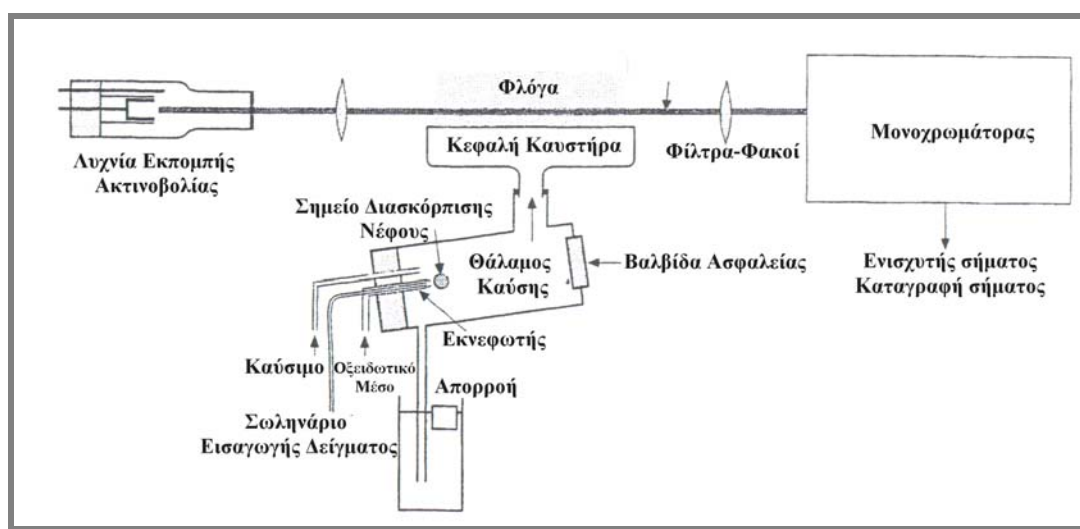 Φλόγα
Μονοχρωμάτορας
Κεφαλή Καυστήρα
Φίλτρα-Φακοί
Λυχνία Εκπομπής
Ακτινοβολίας
Σημείο Διασκόρπισης
Νέφους
Θάλαμος
Καύσης
Βαλβίδα Ασφαλείας
Ενισχυτής σήματος
Καταγραφή σήματος
Εκνεφωτής
Καύσιμο
Οξειδωτικό
Μέσο
Απορροή
Σωληνάριο
Εισαγωγής Δείγματος